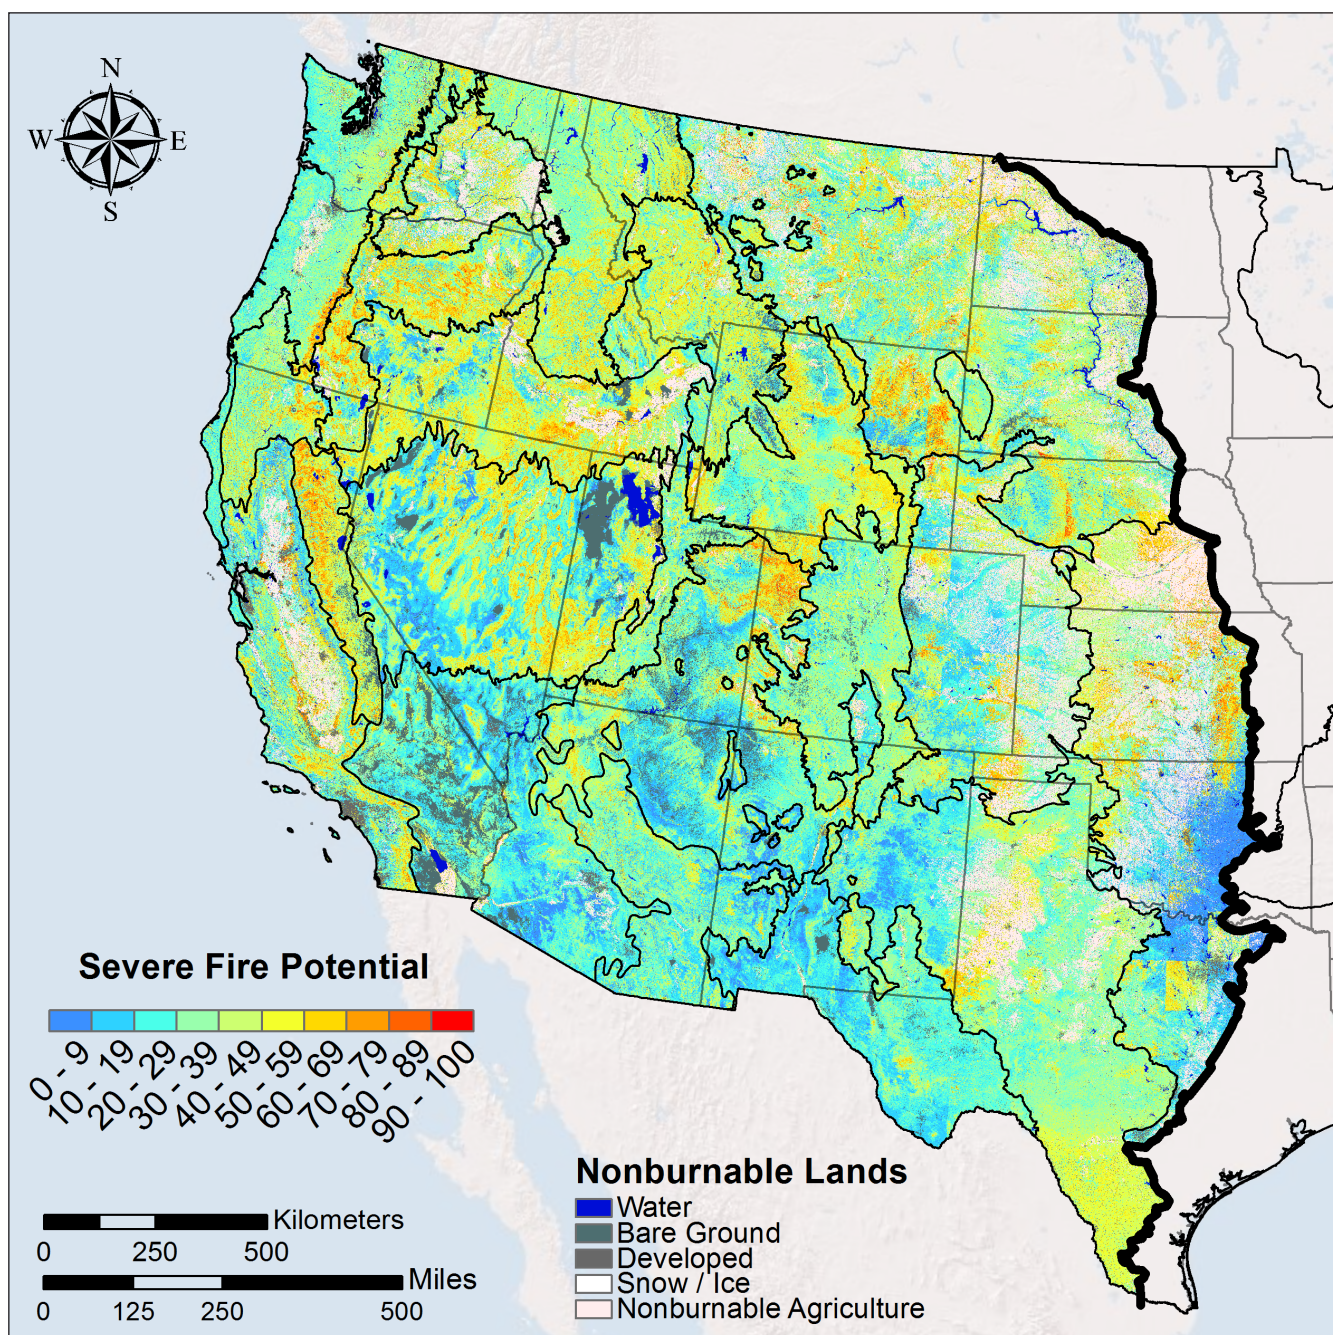 N
W E
S
Severe Fire Potential
0 - 9
10 - 19
20 - 29
30 - 39
40 - 49
50 - 59
60 - 69
70 - 79
80 - 89
90 - 100
Kilometers
0 250 500
Miles
0 125 250 500
Nonburnable Lands
Water
Bare Ground
Developed
Snow / Ice
Nonburnable Agriculture